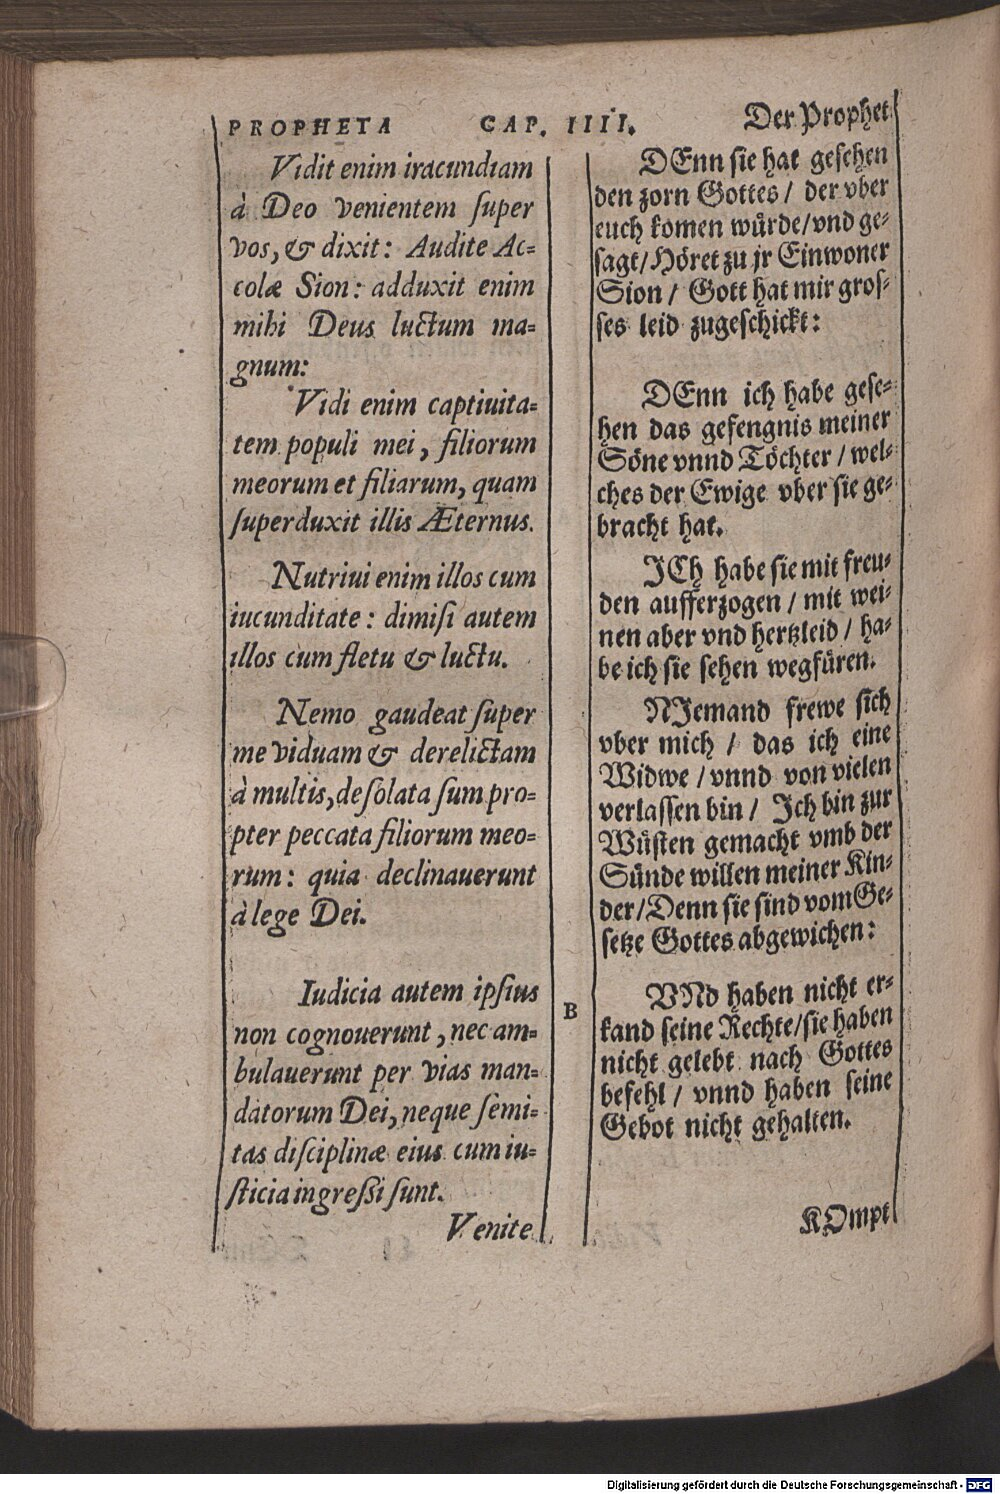 PROPHETA CAP. IIII. Der Prophet
Vidit enim iracundiam
à Deo venientem super
vos, & dixit: Audite Ac=
colæ Sion: adduxit enim
mihi Deus luctum ma=
gnum:
Vidi enim captiuita=
tem populi mei, filiorum
meorum et filiarum, quam
superduxit illis Æternus.
Nutriui enim illos cum
iucunditate: dimisi autem
illos cum fletu & luctu.
Nemo gaudeat super
me viduam & derelictam
à multis, desolata sum pro=
pter peccata filiorum meo=
rum: quia declinauerunt
à lege Dei.
Iudicia autem ipsius
non cognouerunt, nec am=
bulauerunt per vias man=
datorum Dei, neque semi=
tas disciplinæ eius cum iu=
sticia ingressi sunt.
Venite
B
DEnn sie hat gesehen
den zorn Gottes / der vber
euch komen würde/vnd ge=
sagt/Höret zu jr Einwoner
Sion / Gott hat mir gros=
ses leid zugeschickt:
DEnn ich habe gese=
hen das gefengnis meiner
Söne vnnd Töchter / wel=
ches der Ewige vber sie ge=
bracht hat.
ICh habe sie mit freu=
den aufferzogen / mit wei=
nen aber vnd hertzleid / ha=
be ich sie sehen wegfüren.
NIemand frewe sich
vber mich / das ich eine
Widwe / vnnd von vielen
verlassen bin / Ich bin zur
Wüsten gemacht vmb der
Sünde willen meiner Kin=
der/Denn sie sind vom Ge=
setze Gottes abgewichen:
VNd haben nicht er=
kand seine Rechte/sie haben
nicht gelebt nach Gottes
befehl / vnnd haben seine
Gebot nicht gehalten.
KOmpt
Digitalisierung gefördert durch die Deutsche Forschungsgemeinschaft - DFG